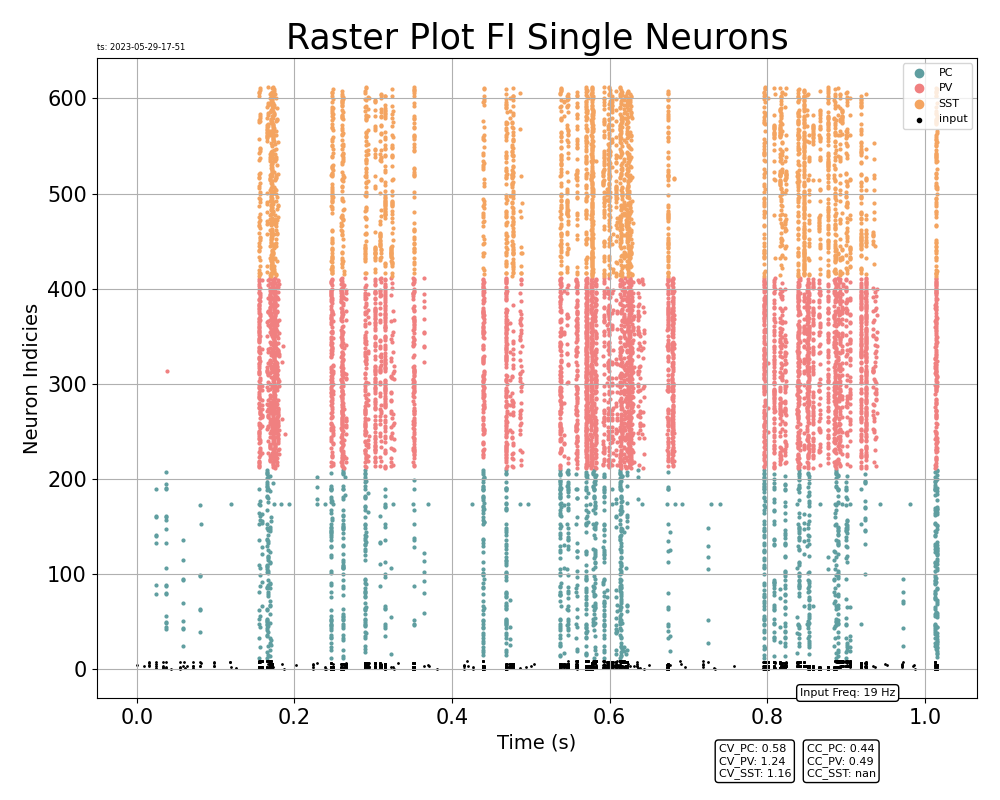 Raster Plot FI Single Neurons
ts: 2023-05-29-17-51
PC
PV
SST
input
600
500
400
300
200
100
0
Neuron Indicies
0.0 0.2 0.4 0.6 0.8 1.0
Time (s)
Input Freq: 19 Hz
CV_PC: 0.58
CV_PV: 1.24
CV_SST: 1.16
CC_PC: 0.44
CC_PV: 0.49
CC_SST: nan